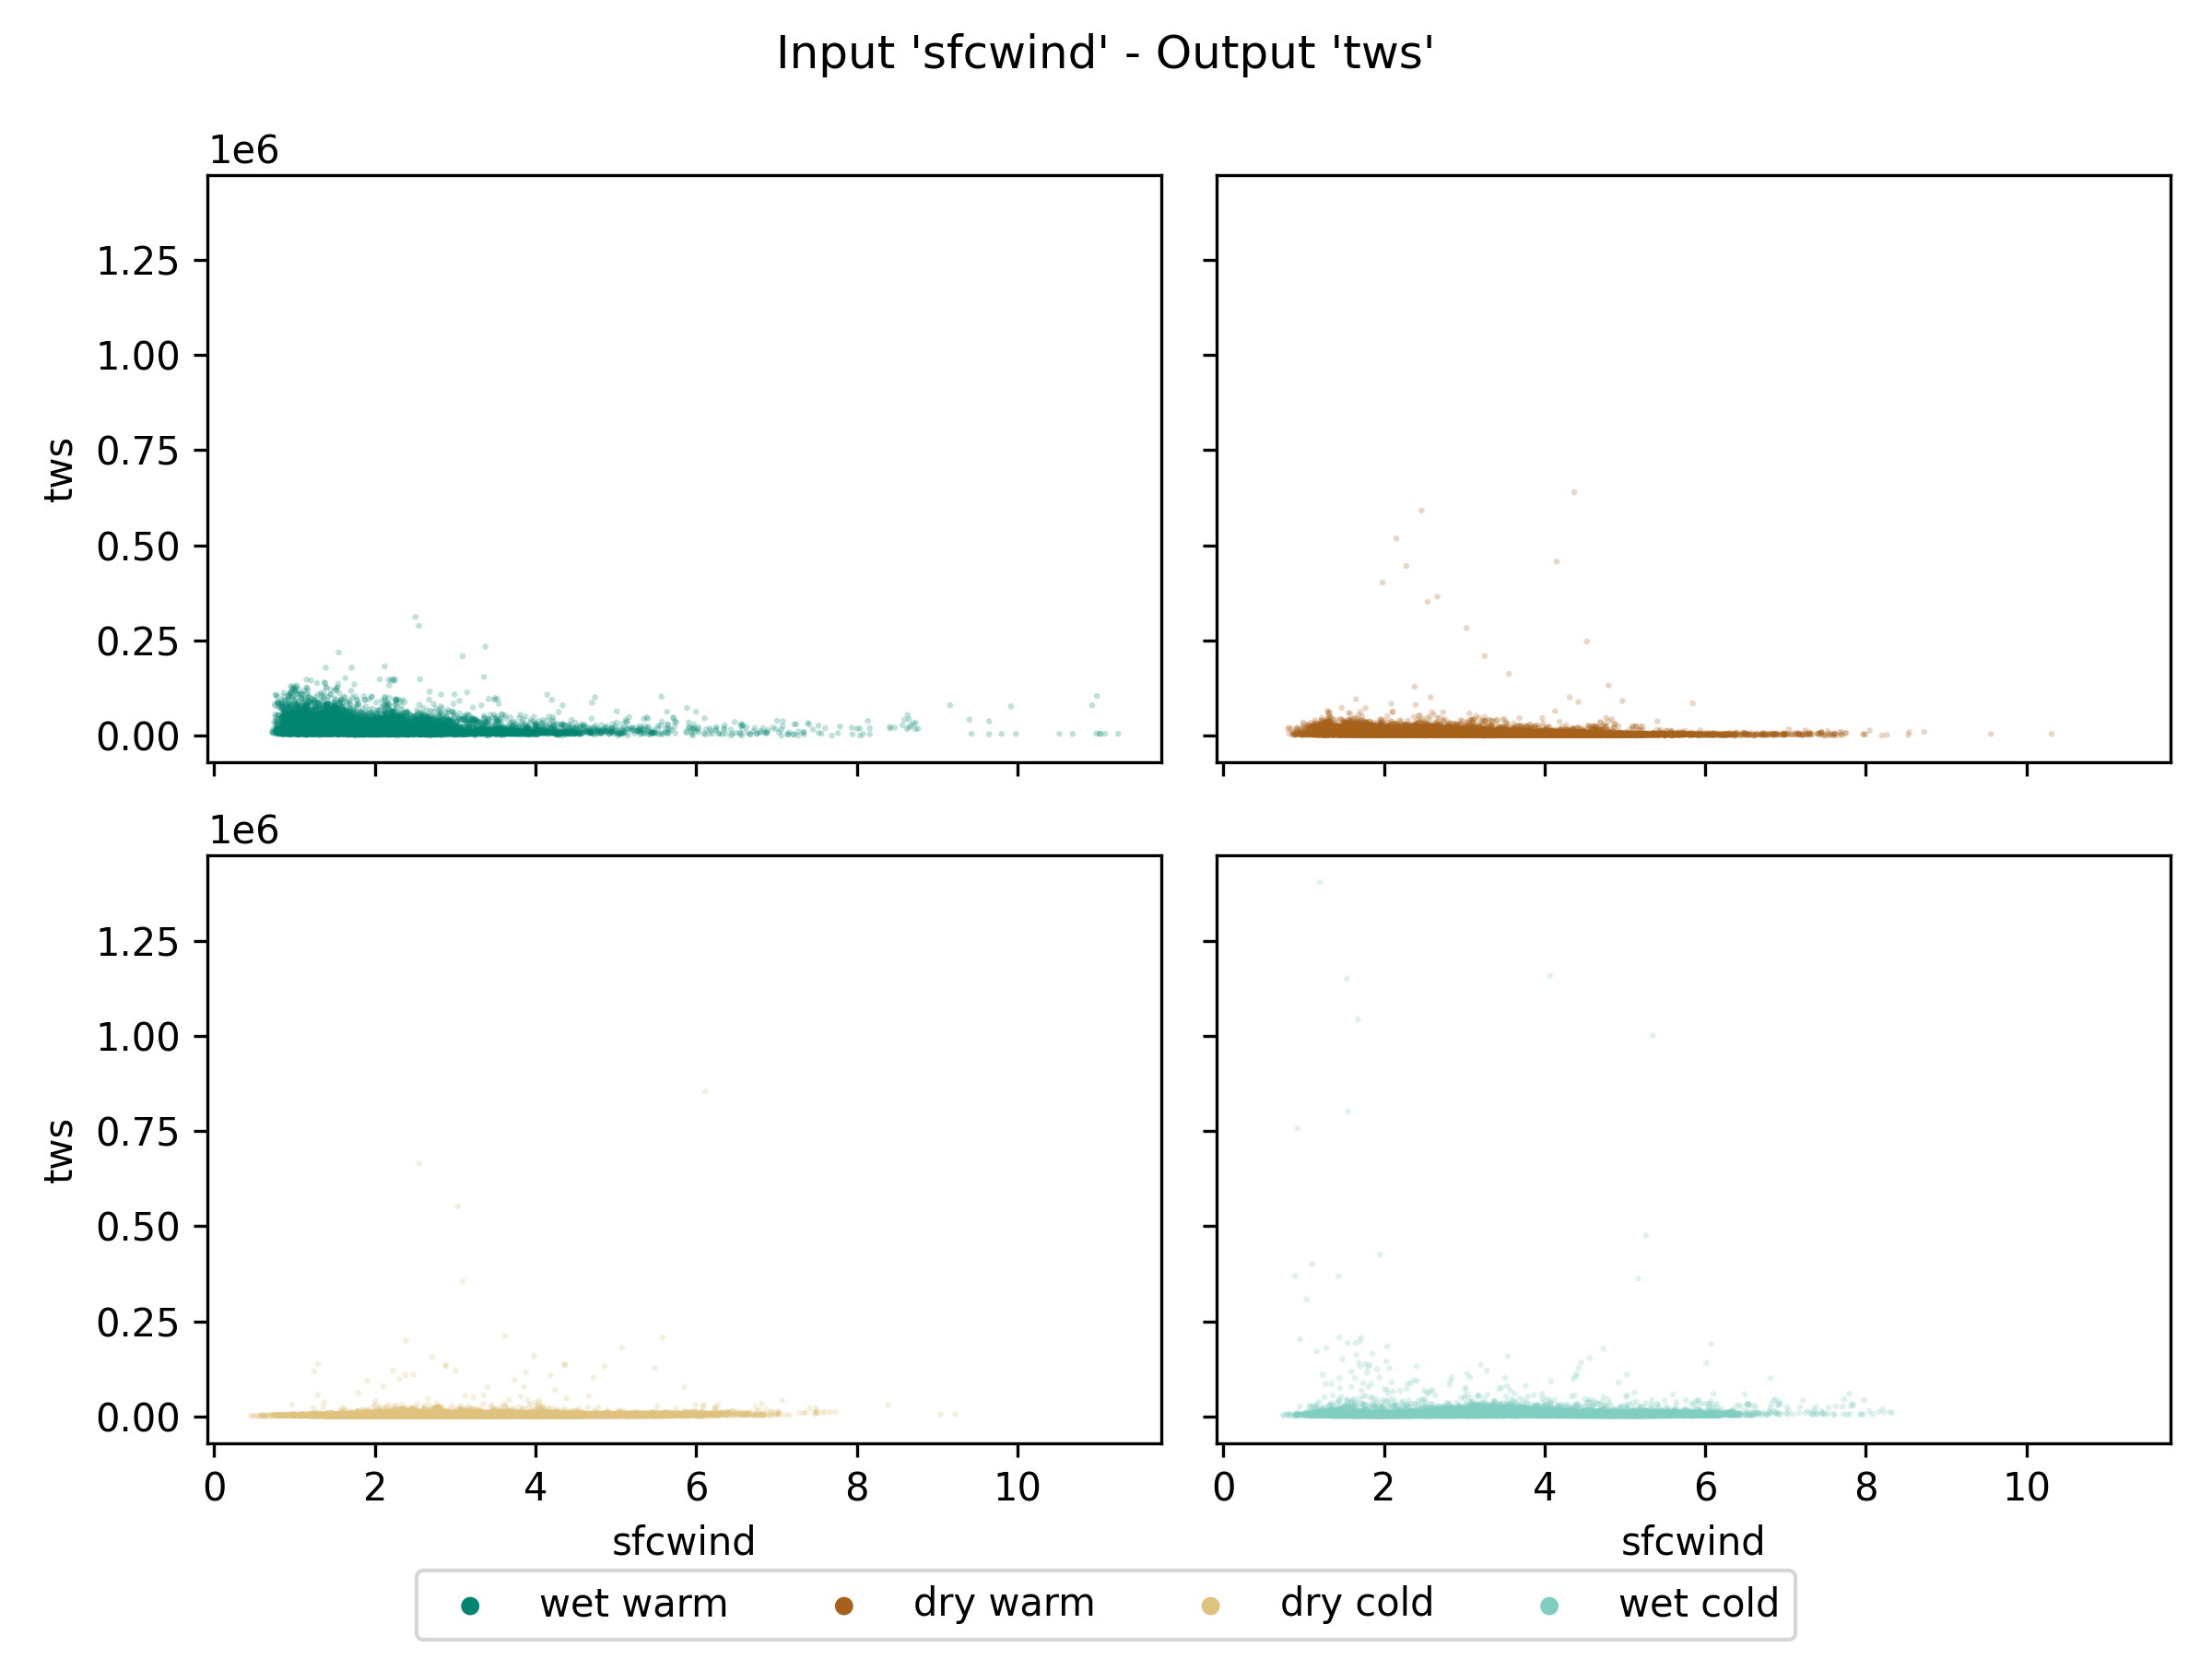 Input 'sfcwind' - Output 'tws'
1e6
1.25
1.00
0.75
0.50
0.25
0.00
tws
1e6
1.25
1.00
0.75
0.50
0.25
0.00
tws
0 2 4 6 8 10
0 2 4 6 8 10
sfcwind
sfcwind
wet warm dry warm dry cold wet cold